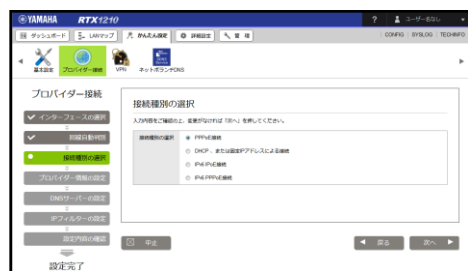 YAMAHA RTX1210
? ユーザー名なし
ダッシュボード LANマップ かんたん設定 詳細設定 管理
CONFIG / SYSLOG / TECHINFO
基本設定 プロバイダー接続 VPN ネットボランチDNS
プロバイダー接続
インターフェースの選択
回線自動判別
接続種別の選択
プロバイダー情報の設定
DNSサーバーの設定
IPフィルターの設定
設定内容の確認
設定完了
接続種別の選択
入力内容をご確認の上、変更がなければ「次へ」を押してください。
接続種別の選択
PPPoE接続
DHCP 、または固定IPアドレスによる接続
IPv6 IPoE接続
IPv6 PPPoE接続
中止 戻る 次へ